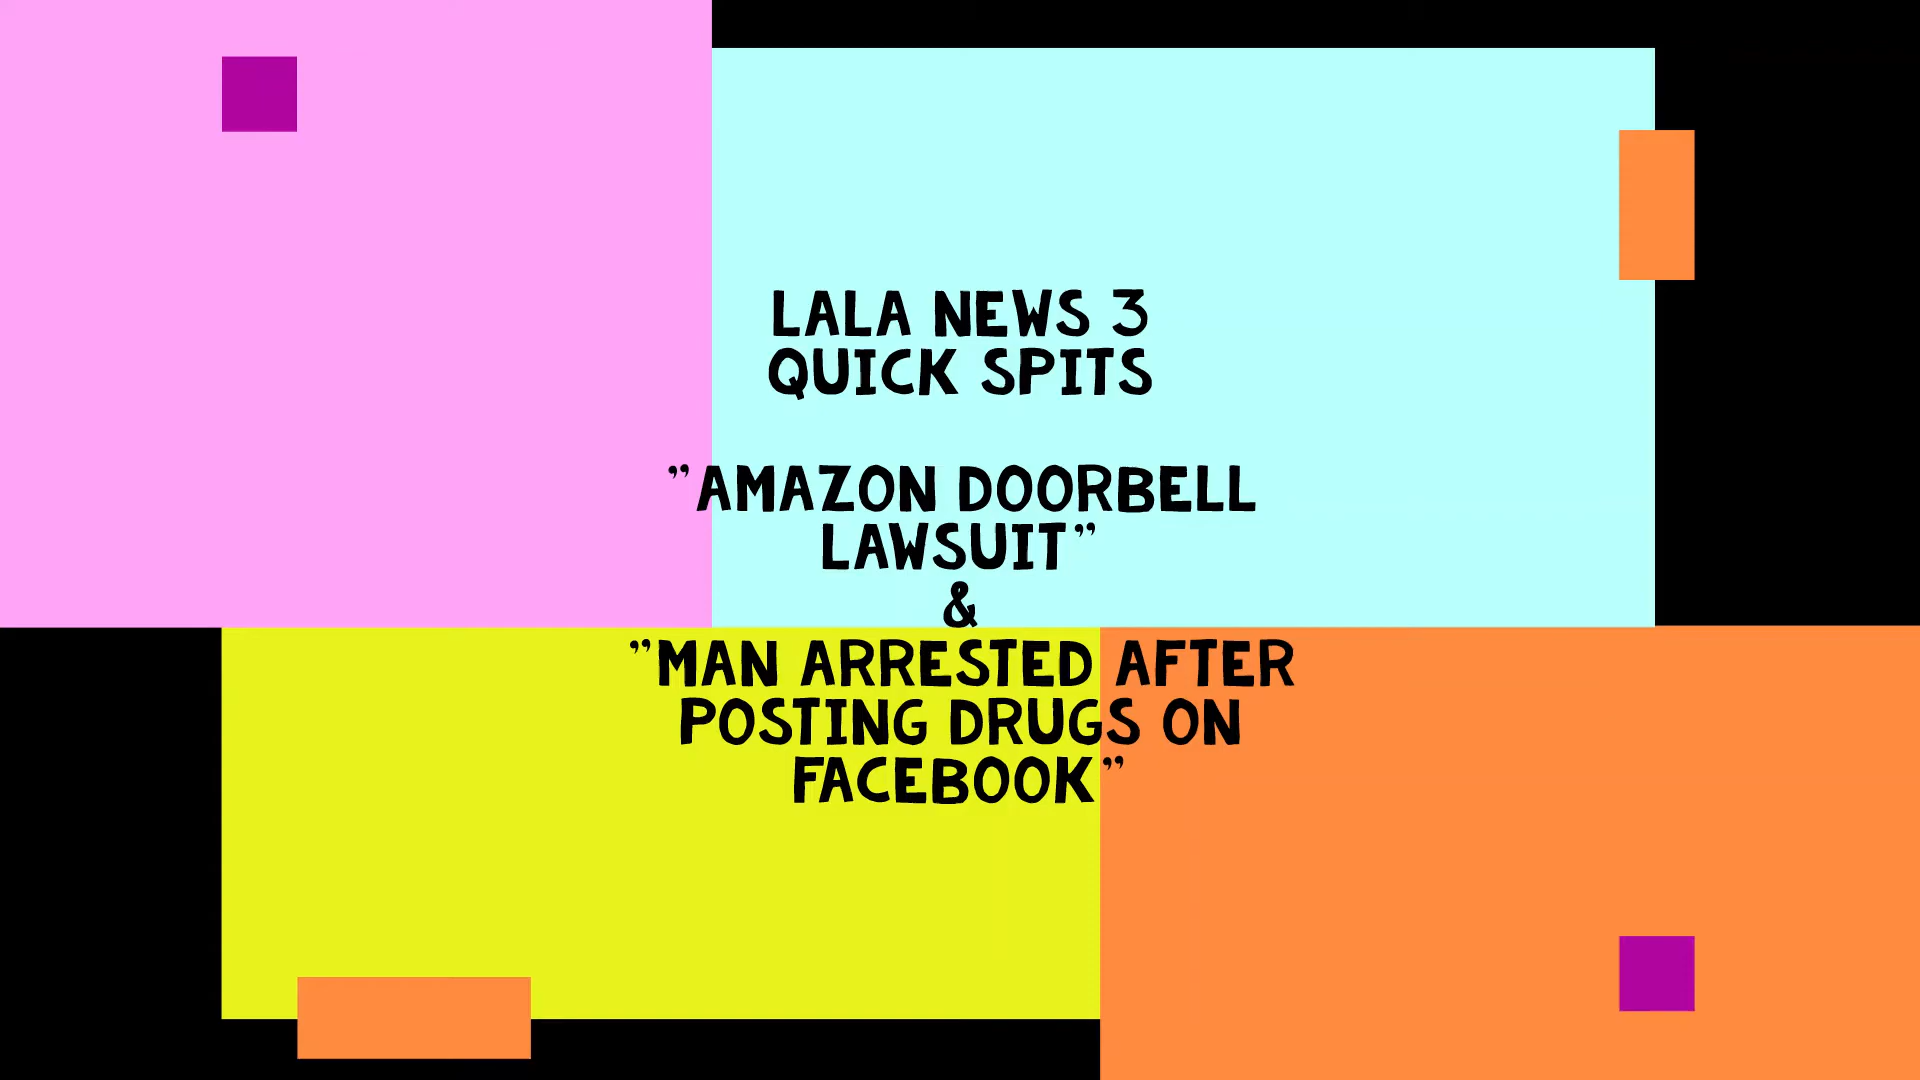 LALA NEWS 3
QUICK SPITS
"AMAZON DOORBELL
LAWSUIT"
&
"MAN ARRESTED AFTER
POSTING DRUGS ON
FACEBOOK"